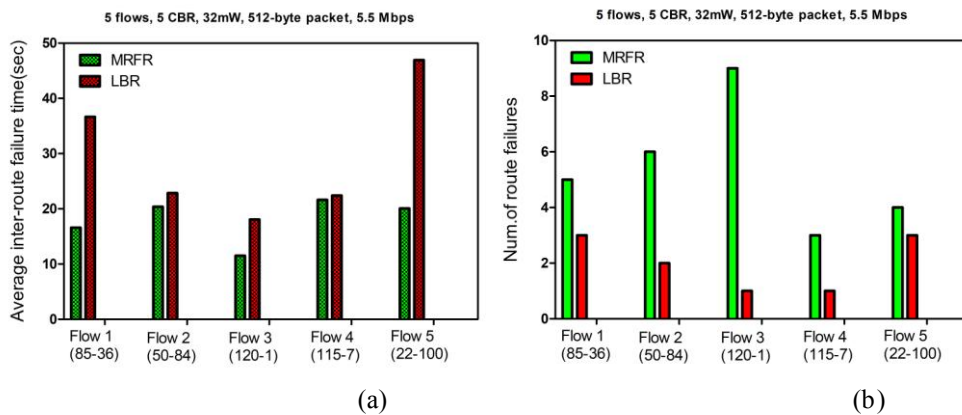 5 flows, 5 CBR, 32mW, 512-byte packet, 5.5 Mbps
Average inter-route failure time(sec)
50
40
30
20
10
0
MRFR
LBR
Flow 1
(85-36)
Flow 2
(50-84)
Flow 3
(120-1)
Flow 4
(115-7)
Flow 5
(22-100)
(a)
5 flows, 5 CBR, 32mW, 512-byte packet, 5.5 Mbps
Num.of route failures
10
8
6
4
2
0
MRFR
LBR
Flow 1
(85-36)
Flow 2
(50-84)
Flow 3
(120-1)
Flow 4
(115-7)
Flow 5
(22-100)
(b)